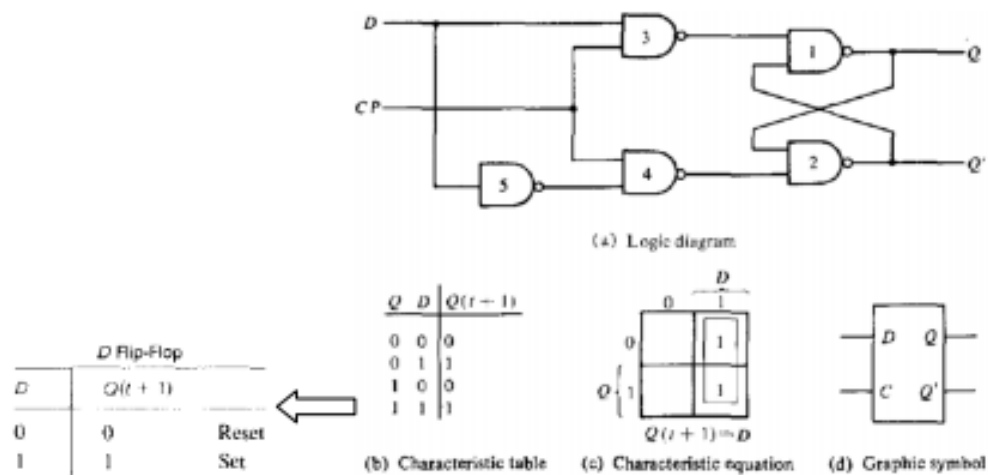 D
3
1
Q
CP
5
4
2
Q'
(a) Logic diagram
Q D Q(t + 1)
0 0 0
0 1 1
1 0 0
1 1 1
D
0 1
0 1
Q 1 1
Q(t + 1) = D
D Q
C Q'
(b) Characteristic table
(c) Characteristic equation
(d) Graphic symbol
D Flip-Flop
D Q(t + 1)
0 0 Reset
1 1 Set